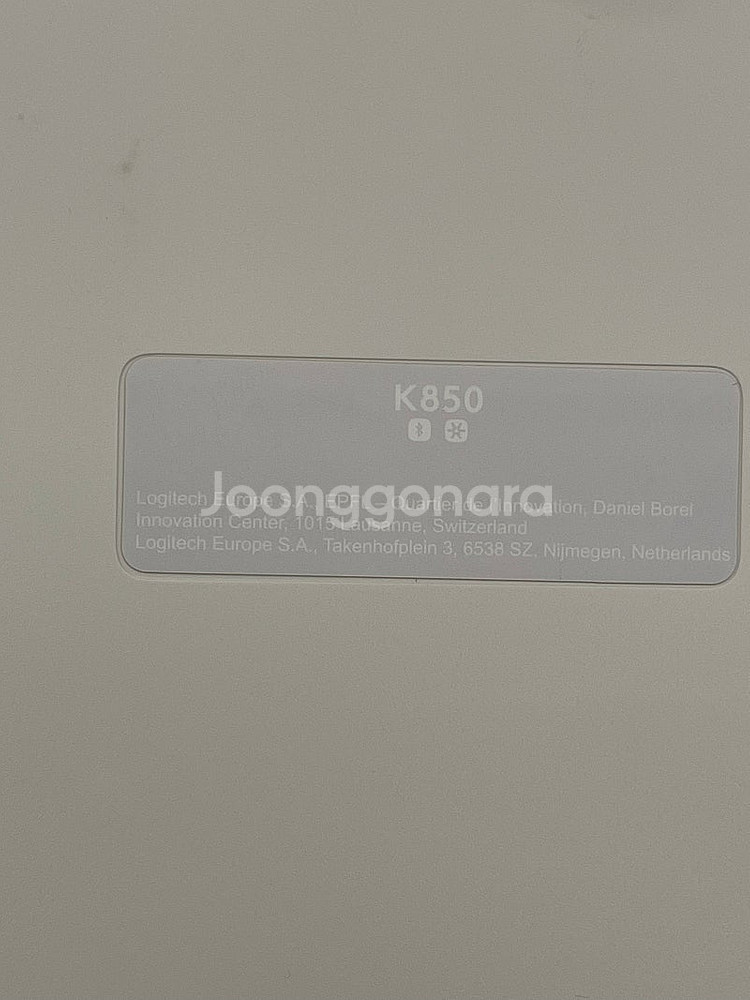 K850
Joonggonara
Logitech Europe S.A., EPFL - Quartier de l'Innovation, Daniel Borel
Innovation Center, 1015 Lausanne, Switzerland
Logitech Europe S.A., Takenhofplein 3, 6538 SZ, Nijmegen, Netherlands